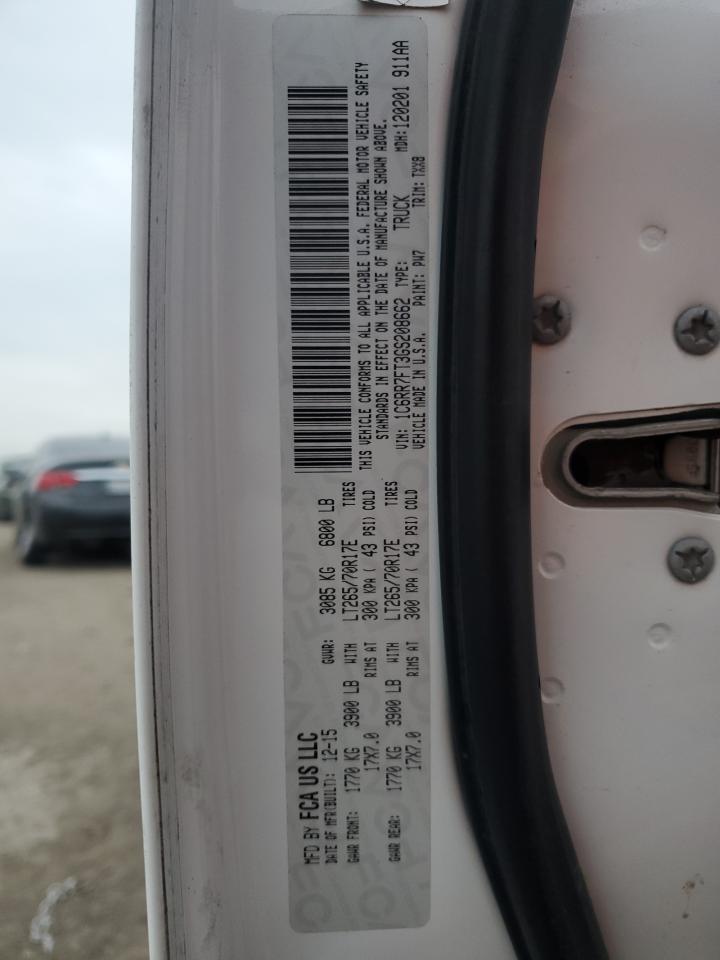 MFD BY FCA US LLC
DATE OF MFR(BUILT): 12-15
GVWR: 3085 KG 6800 LB
GAWR FRONT: 1770 KG 3900 LB WITH LT265/70R17E TIRES
17X7.0 RIMS AT 300 KPA ( 43 PSI) COLD
GAWR REAR: 1770 KG 3900 LB WITH LT265/70R17E TIRES
17X7.0 RIMS AT 300 KPA ( 43 PSI) COLD
THIS VEHICLE CONFORMS TO ALL APPLICABLE U.S.A. FEDERAL MOTOR VEHICLE SAFETY
STANDARDS IN EFFECT ON THE DATE OF MANUFACTURE SHOWN ABOVE.
VIN: 1C6RR7FT3GS208662 TYPE: TRUCK MDH:120201 911AA
VEHICLE MADE IN U.S.A. PAINT: PW7 TRIM: TXX8